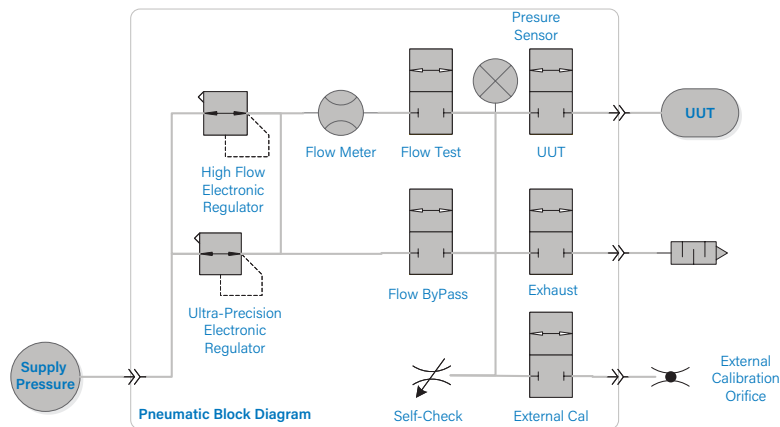 Presure
Sensor
UUT
Flow Meter
Flow Test
UUT
High Flow
Electronic
Regulator
Flow ByPass
Exhaust
Ultra-Precision
Electronic
Regulator
Supply
Pressure
External
Calibration
Orifice
Pneumatic Block Diagram
Self-Check
External Cal